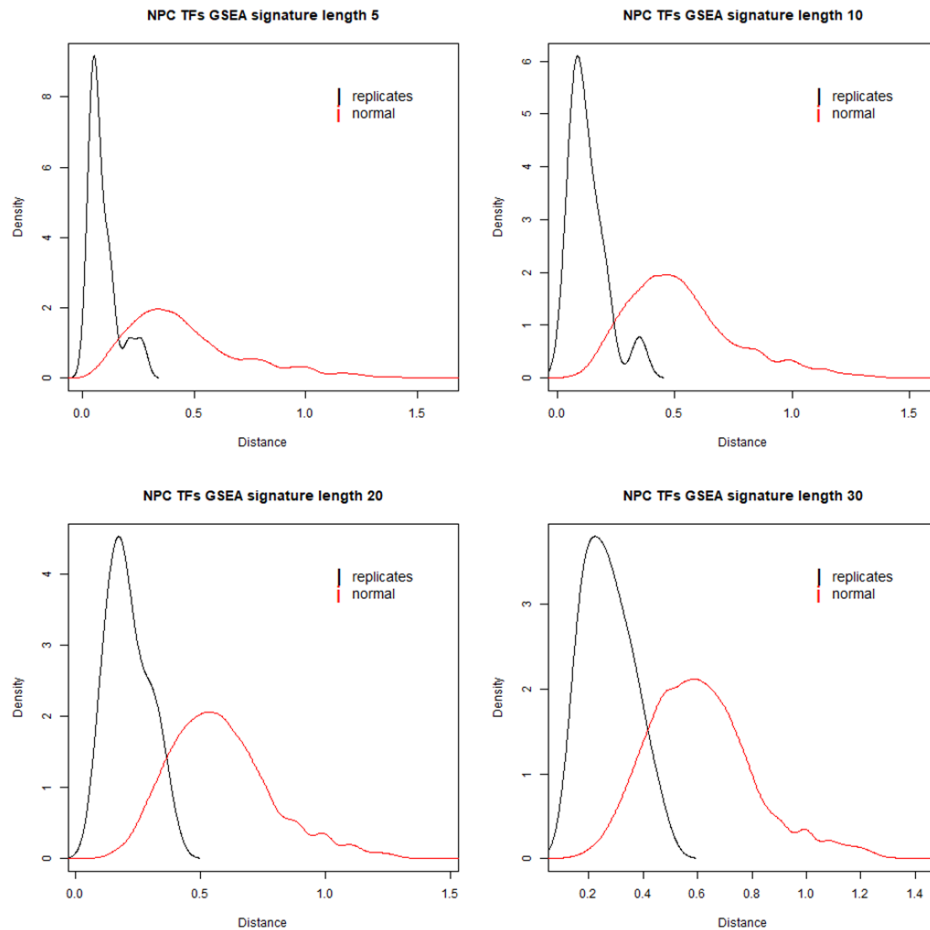 NPC TFs GSEA signature length 5
Density
8
6
4
2
0
replicates
normal
0.0 0.5 1.0 1.5
Distance
NPC TFs GSEA signature length 10
Density
6
5
4
3
2
1
0
replicates
normal
0.0 0.5 1.0 1.5
Distance
NPC TFs GSEA signature length 20
Density
4
3
2
1
0
replicates
normal
0.0 0.5 1.0 1.5
Distance
NPC TFs GSEA signature length 30
Density
3
2
1
0
replicates
normal
0.2 0.4 0.6 0.8 1.0 1.2 1.4
Distance